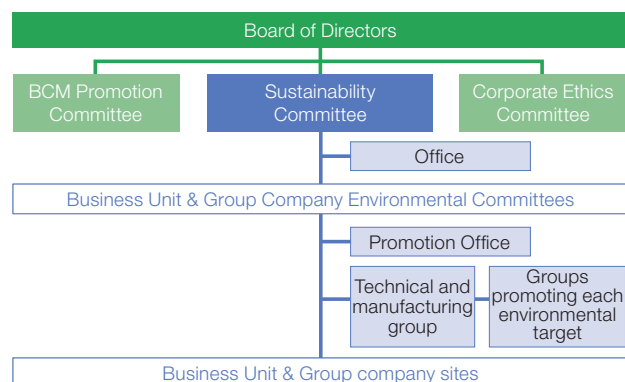 Board of Directors
BCM Promotion
Committee
Sustainability
Committee
Corporate Ethics
Committee
Office
Business Unit & Group Company Environmental Committees
Promotion Office
Technical and
manufacturing
group
Groups
promoting each
environmental
target
Business Unit & Group company sites